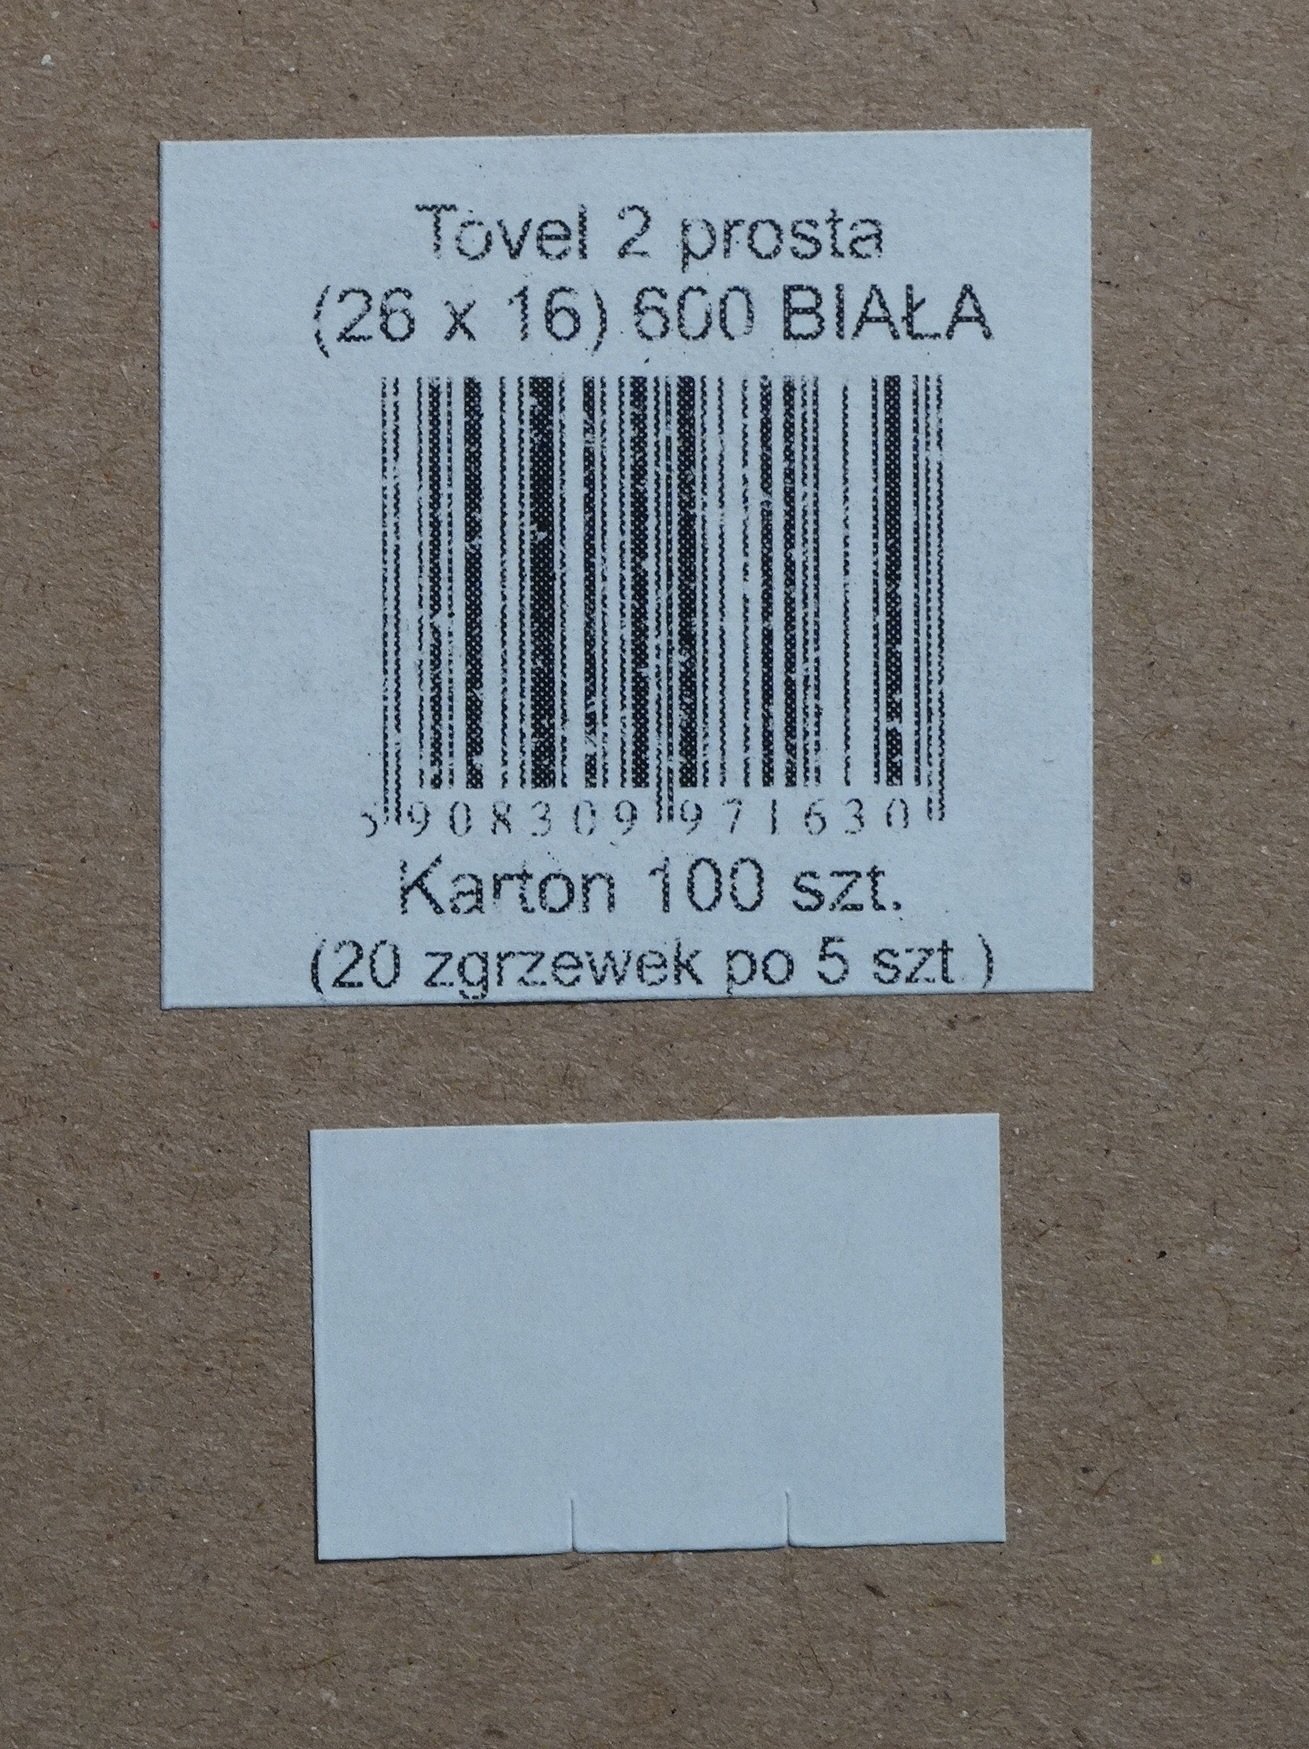 Tovel 2 prosta
(26 x 16) 600 BIAŁA
5 908309 971630
Karton 100 szt.
(20 zgrzewek po 5 szt.)